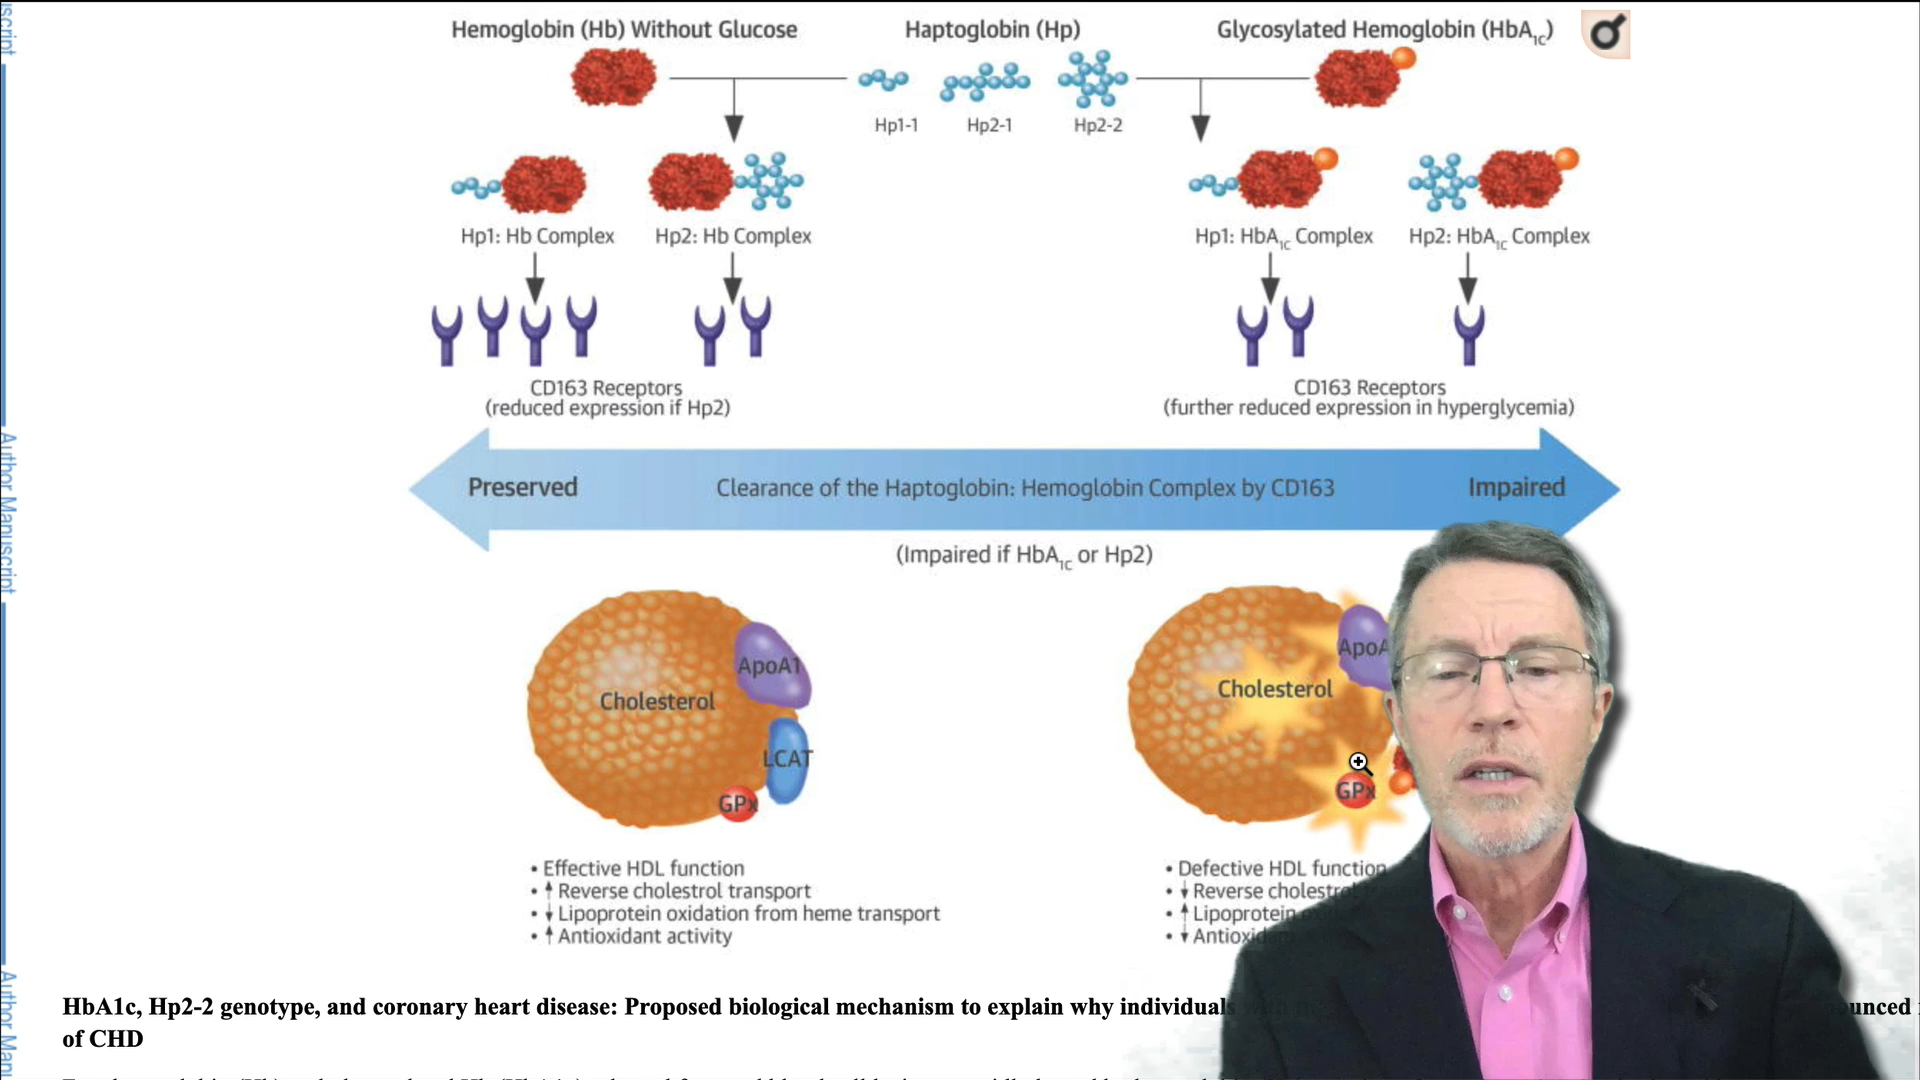 Hemoglobin (Hb) Without Glucose
Haptoglobin (Hp)
Glycosylated Hemoglobin (HbA1C)
Hp1-1
Hp2-1
Hp2-2
Hp1: Hb Complex
Hp2: Hb Complex
Hp1: HbA1C Complex
Hp2: HbA1C Complex
CD163 Receptors
(reduced expression if Hp2)
CD163 Receptors
(further reduced expression in hyperglycemia)
Preserved
Clearance of the Haptoglobin: Hemoglobin Complex by CD163
Impaired
(Impaired if HbA1C or Hp2)
Cholesterol
ApoA1
LCAT
GPx
Cholesterol
ApoA
GPx
• Effective HDL function
• ↑ Reverse cholestrol transport
• ↓ Lipoprotein oxidation from heme transport
• ↑ Antioxidant activity
• Defective HDL function
• ↓ Reverse cholestrol
• ↑ Lipoprotein
• ↓ Antioxidant
HbA1c, Hp2-2 genotype, and coronary heart disease: Proposed biological mechanism to explain why individuals
of CHD
Author Manuscript